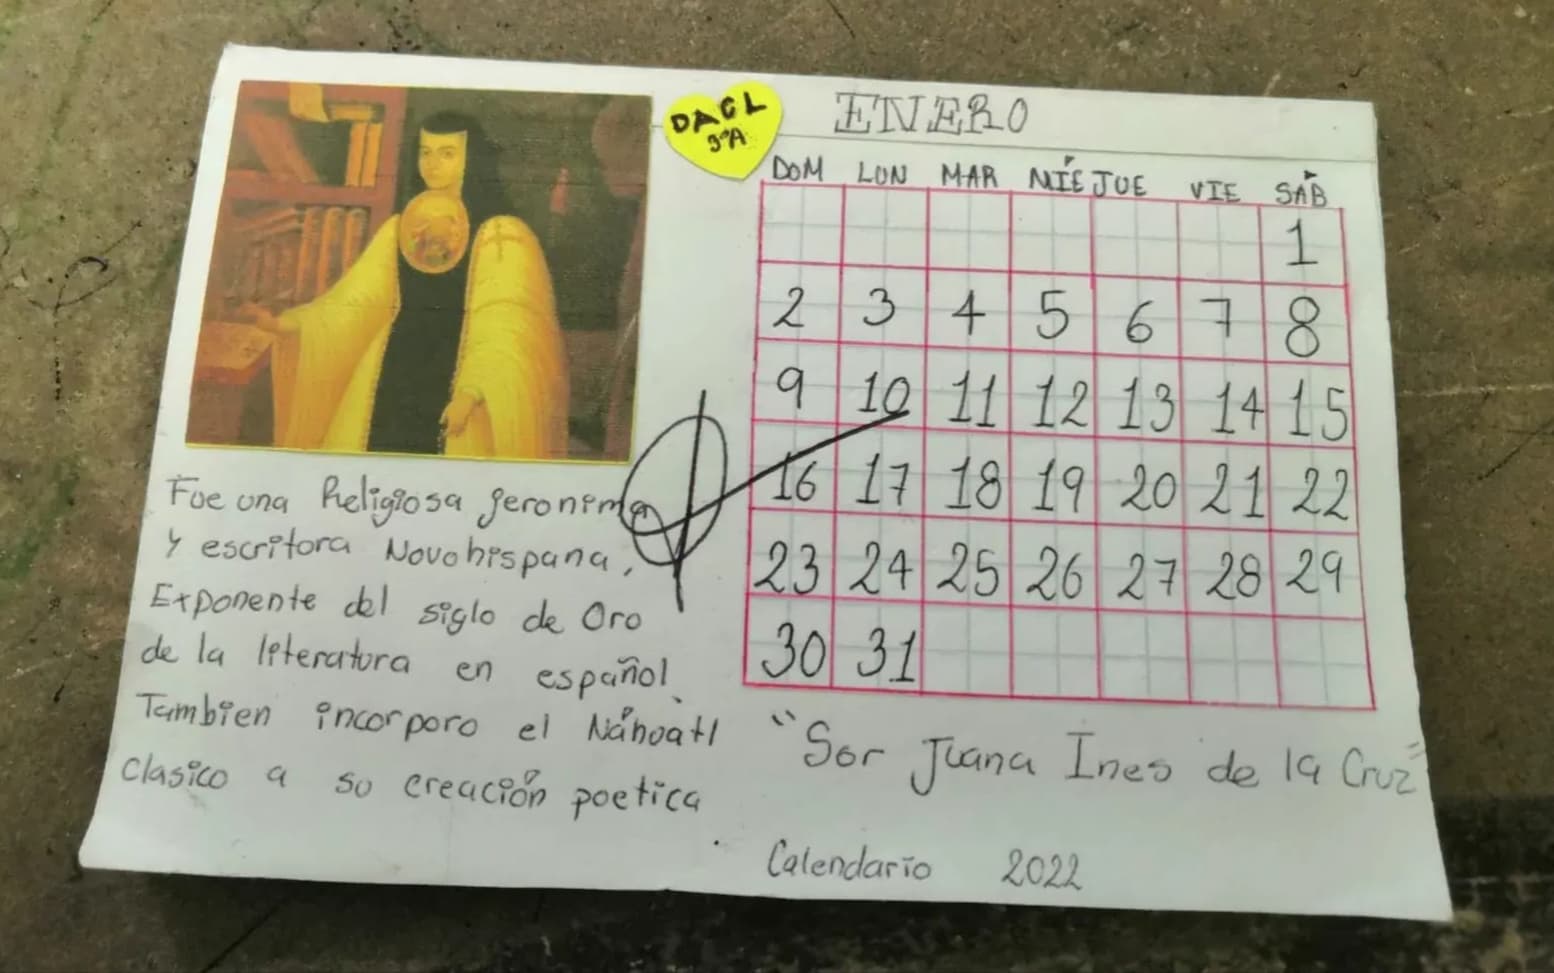 DACL
3°A
ENERO
DOM LUN MAR MIÉ JUE VIE SÁB
1
2 3 4 5 6 7 8
9 10 11 12 13 14 15
16 17 18 19 20 21 22
23 24 25 26 27 28 29
30 31
Fue una Religiosa jeronima
y escritora Novohispana,
Exponente del siglo de Oro
de la literatura en español.
Tambien incorporo el Náhuatl
clasico a su creación poetica
"Sor Juana Ines de la Cruz"
Calendario 2022